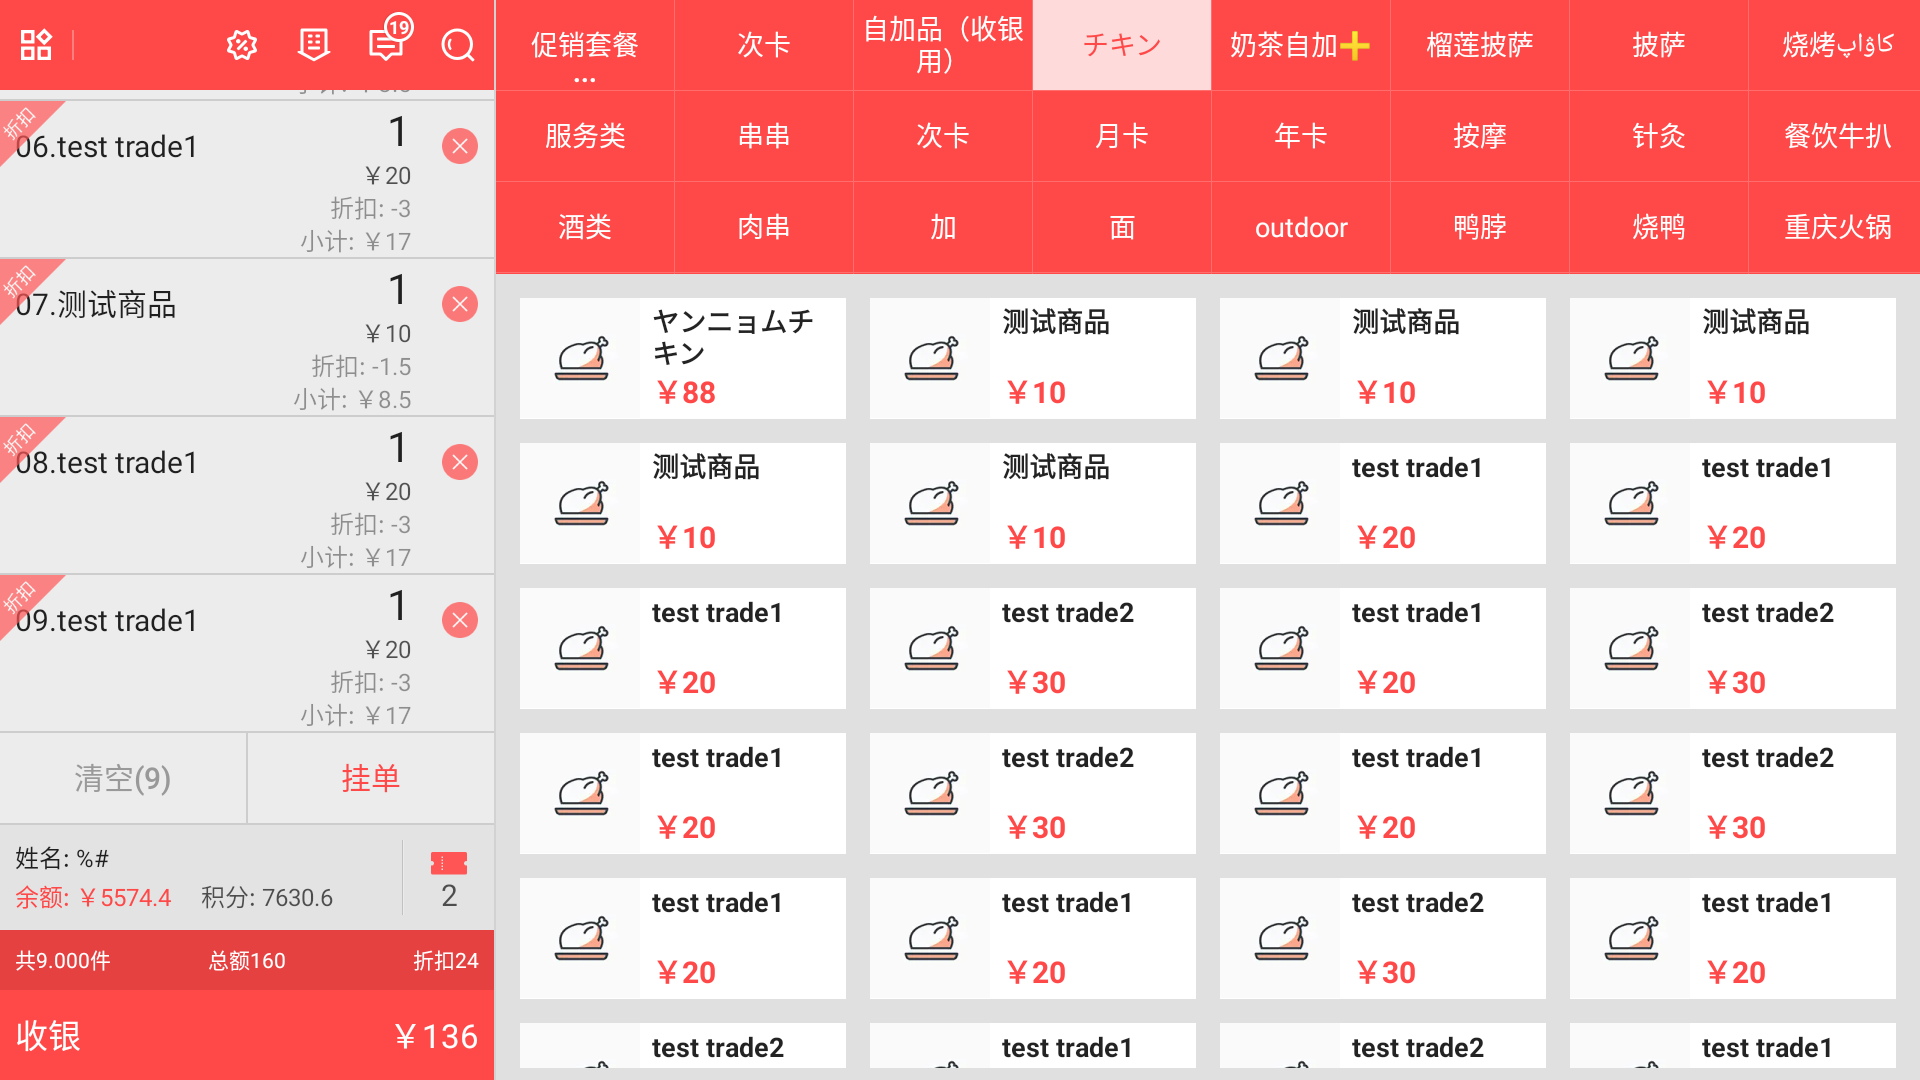 19
折扣
06.test trade1
1
￥20
折扣: -3
小计: ￥17
折扣
07.测试商品
1
￥10
折扣: -1.5
小计: ￥8.5
折扣
08.test trade1
1
￥20
折扣: -3
小计: ￥17
折扣
09.test trade1
1
￥20
折扣: -3
小计: ￥17
清空(9)
挂单
姓名: %#
余额: ￥5574.4
积分: 7630.6
2
共9.000件
总额160
折扣24
收银
￥136
促销套餐
...
次卡
自加品（收银
用）
チキン
奶茶自加➕
榴莲披萨
披萨
烧烤كاۋاپ
服务类
串串
次卡
月卡
年卡
按摩
针灸
餐饮牛扒
酒类
肉串
加
面
outdoor
鸭脖
烧鸭
重庆火锅
ヤンニョムチ
キン
￥88
测试商品
￥10
测试商品
￥10
测试商品
￥10
测试商品
￥10
测试商品
￥10
test trade1
￥20
test trade1
￥20
test trade1
￥20
test trade2
￥30
test trade1
￥20
test trade2
￥30
test trade1
￥20
test trade2
￥30
test trade1
￥20
test trade2
￥30
test trade1
￥20
test trade1
￥20
test trade2
￥30
test trade1
￥20
test trade2
test trade1
test trade2
test trade1